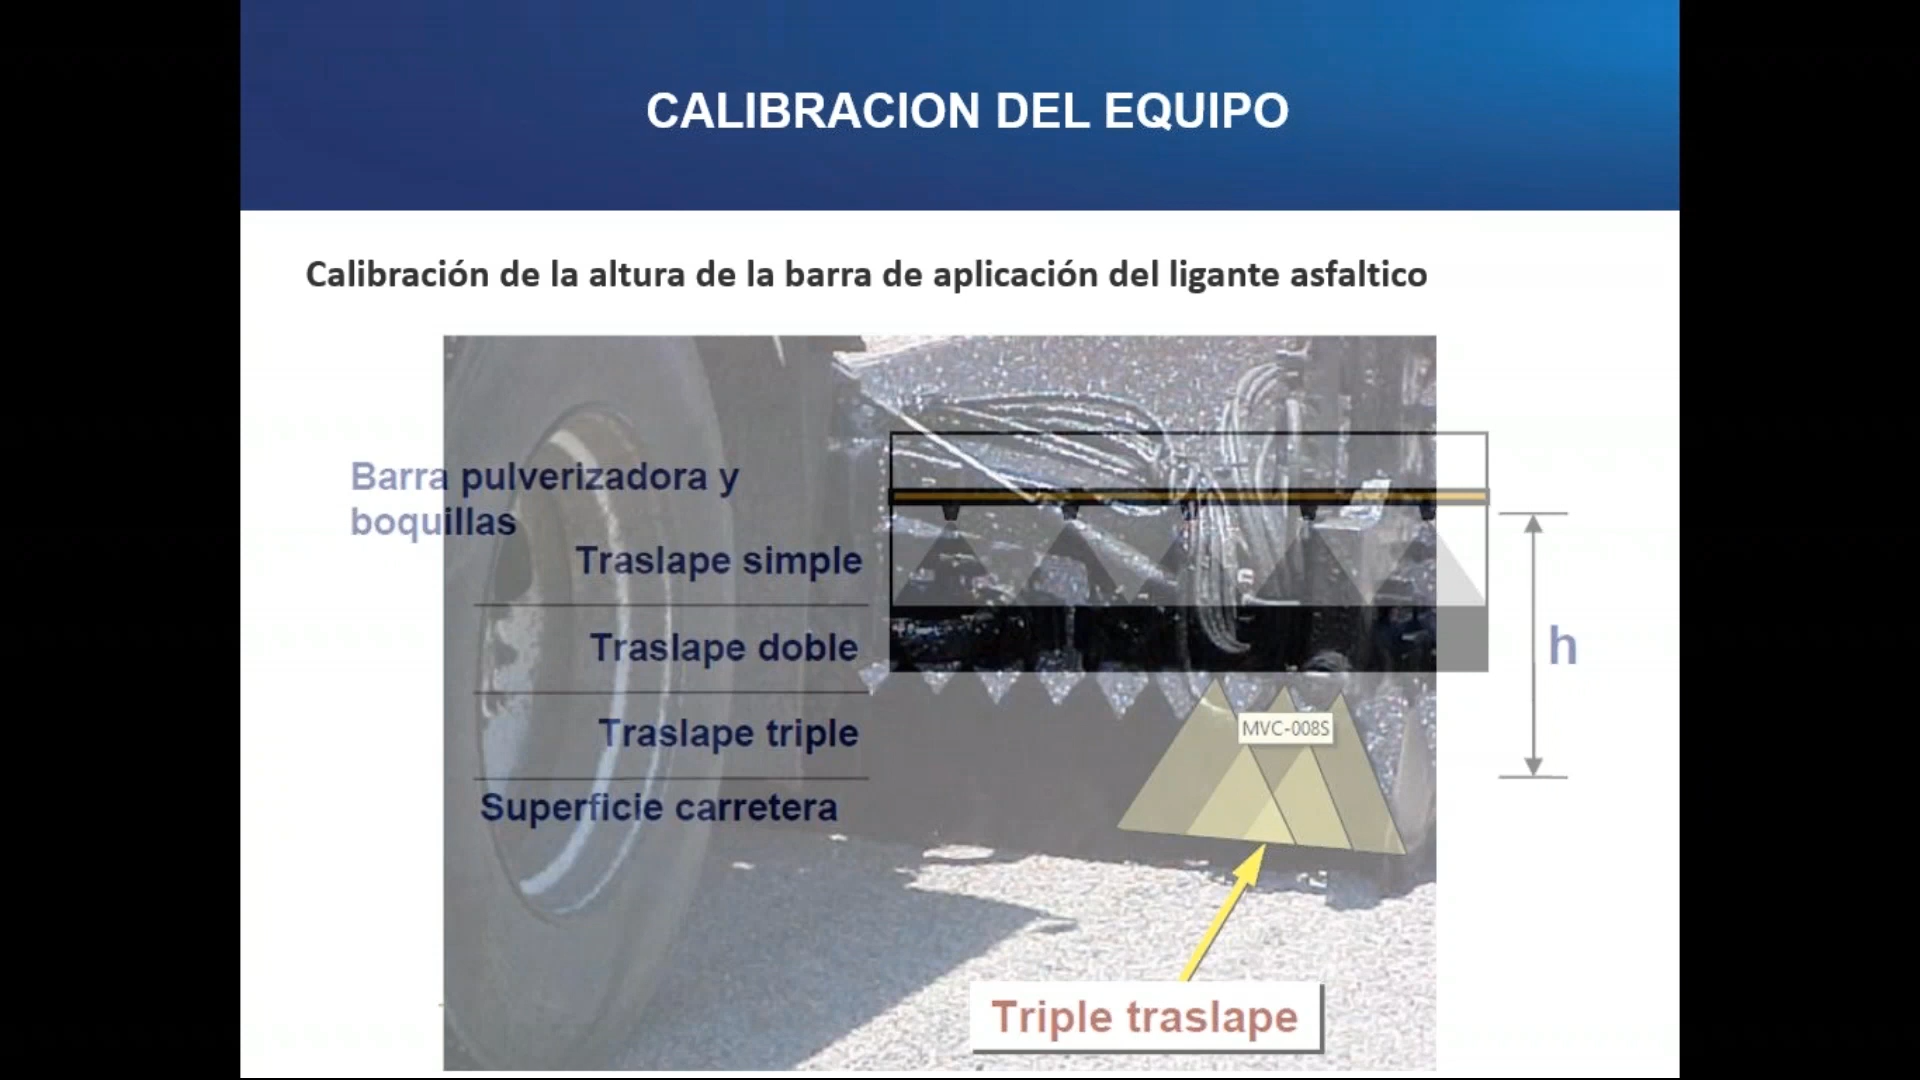 CALIBRACION DEL EQUIPO
Calibración de la altura de la barra de aplicación del ligante asfaltico
Barra pulverizadora y
boquillas
Traslape simple
Traslape doble
h
MVC-008S
Traslape triple
Superficie carretera
Triple traslape